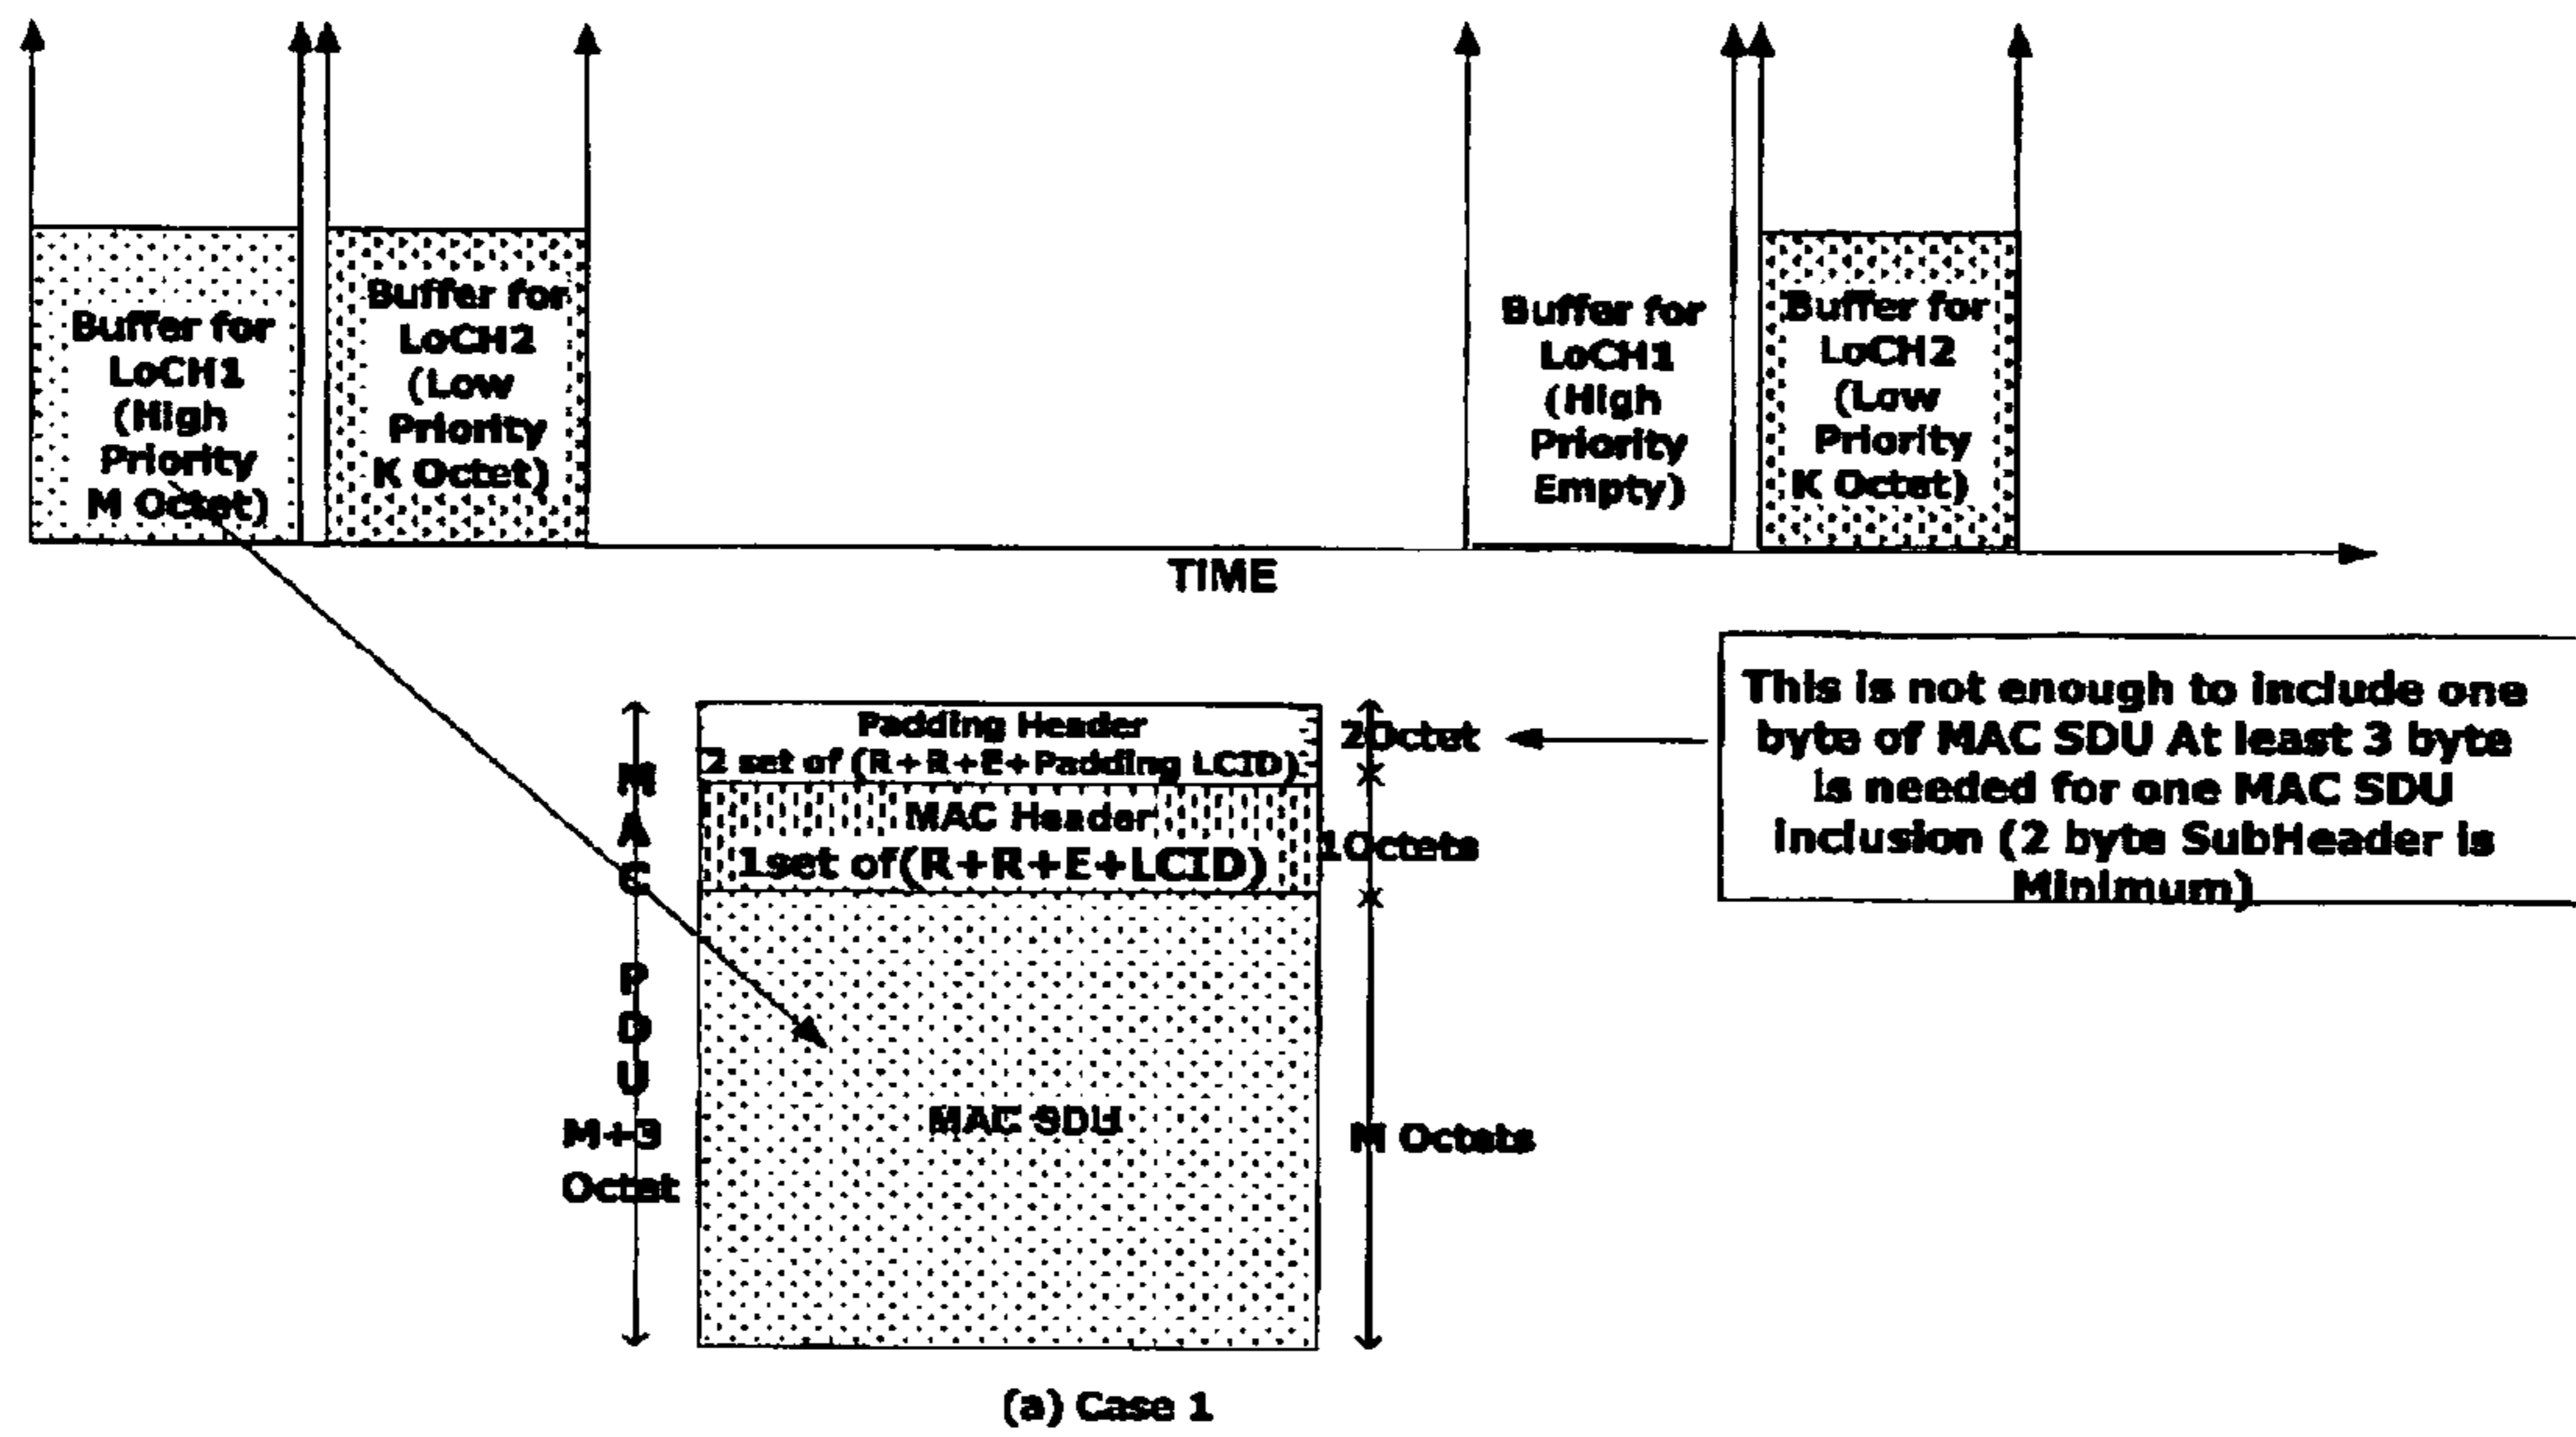 Buffer for
LoCH1
(High
Priority
M Octet)
Buffer for
LoCH2
(Low
Priority
K Octet)
Buffer for
LoCH1
(High
Priority
Empty)
Buffer for
LoCH2
(Low
Priority
K Octet)
TIME
This is not enough to include one
byte of MAC SDU At least 3 byte
is needed for one MAC SDU
inclusion (2 byte SubHeader is
Minimum)
Padding Header
2 set of (R+R+E+Padding LCID)
2Octet
MAC Header
1set of(R+R+E+LCID)
1Octets
MAC PDU
M+3
Octet
MAC SDU
M Octets
(a) Case 1